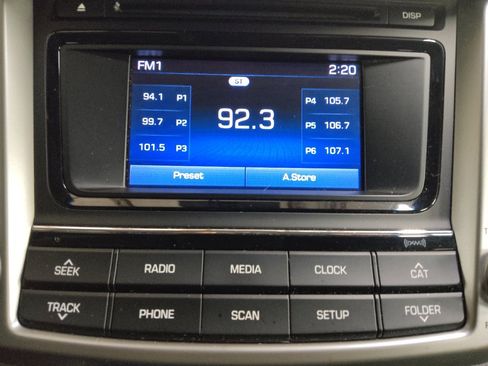 DISP
FM1 2:20
ST
94.1 P1 P4 105.7
99.7 P2 92.3 P5 106.7
101.5 P3 P6 107.1
Preset A.Store
((XM))
SEEK RADIO MEDIA CLOCK CAT
TRACK PHONE SCAN SETUP FOLDER